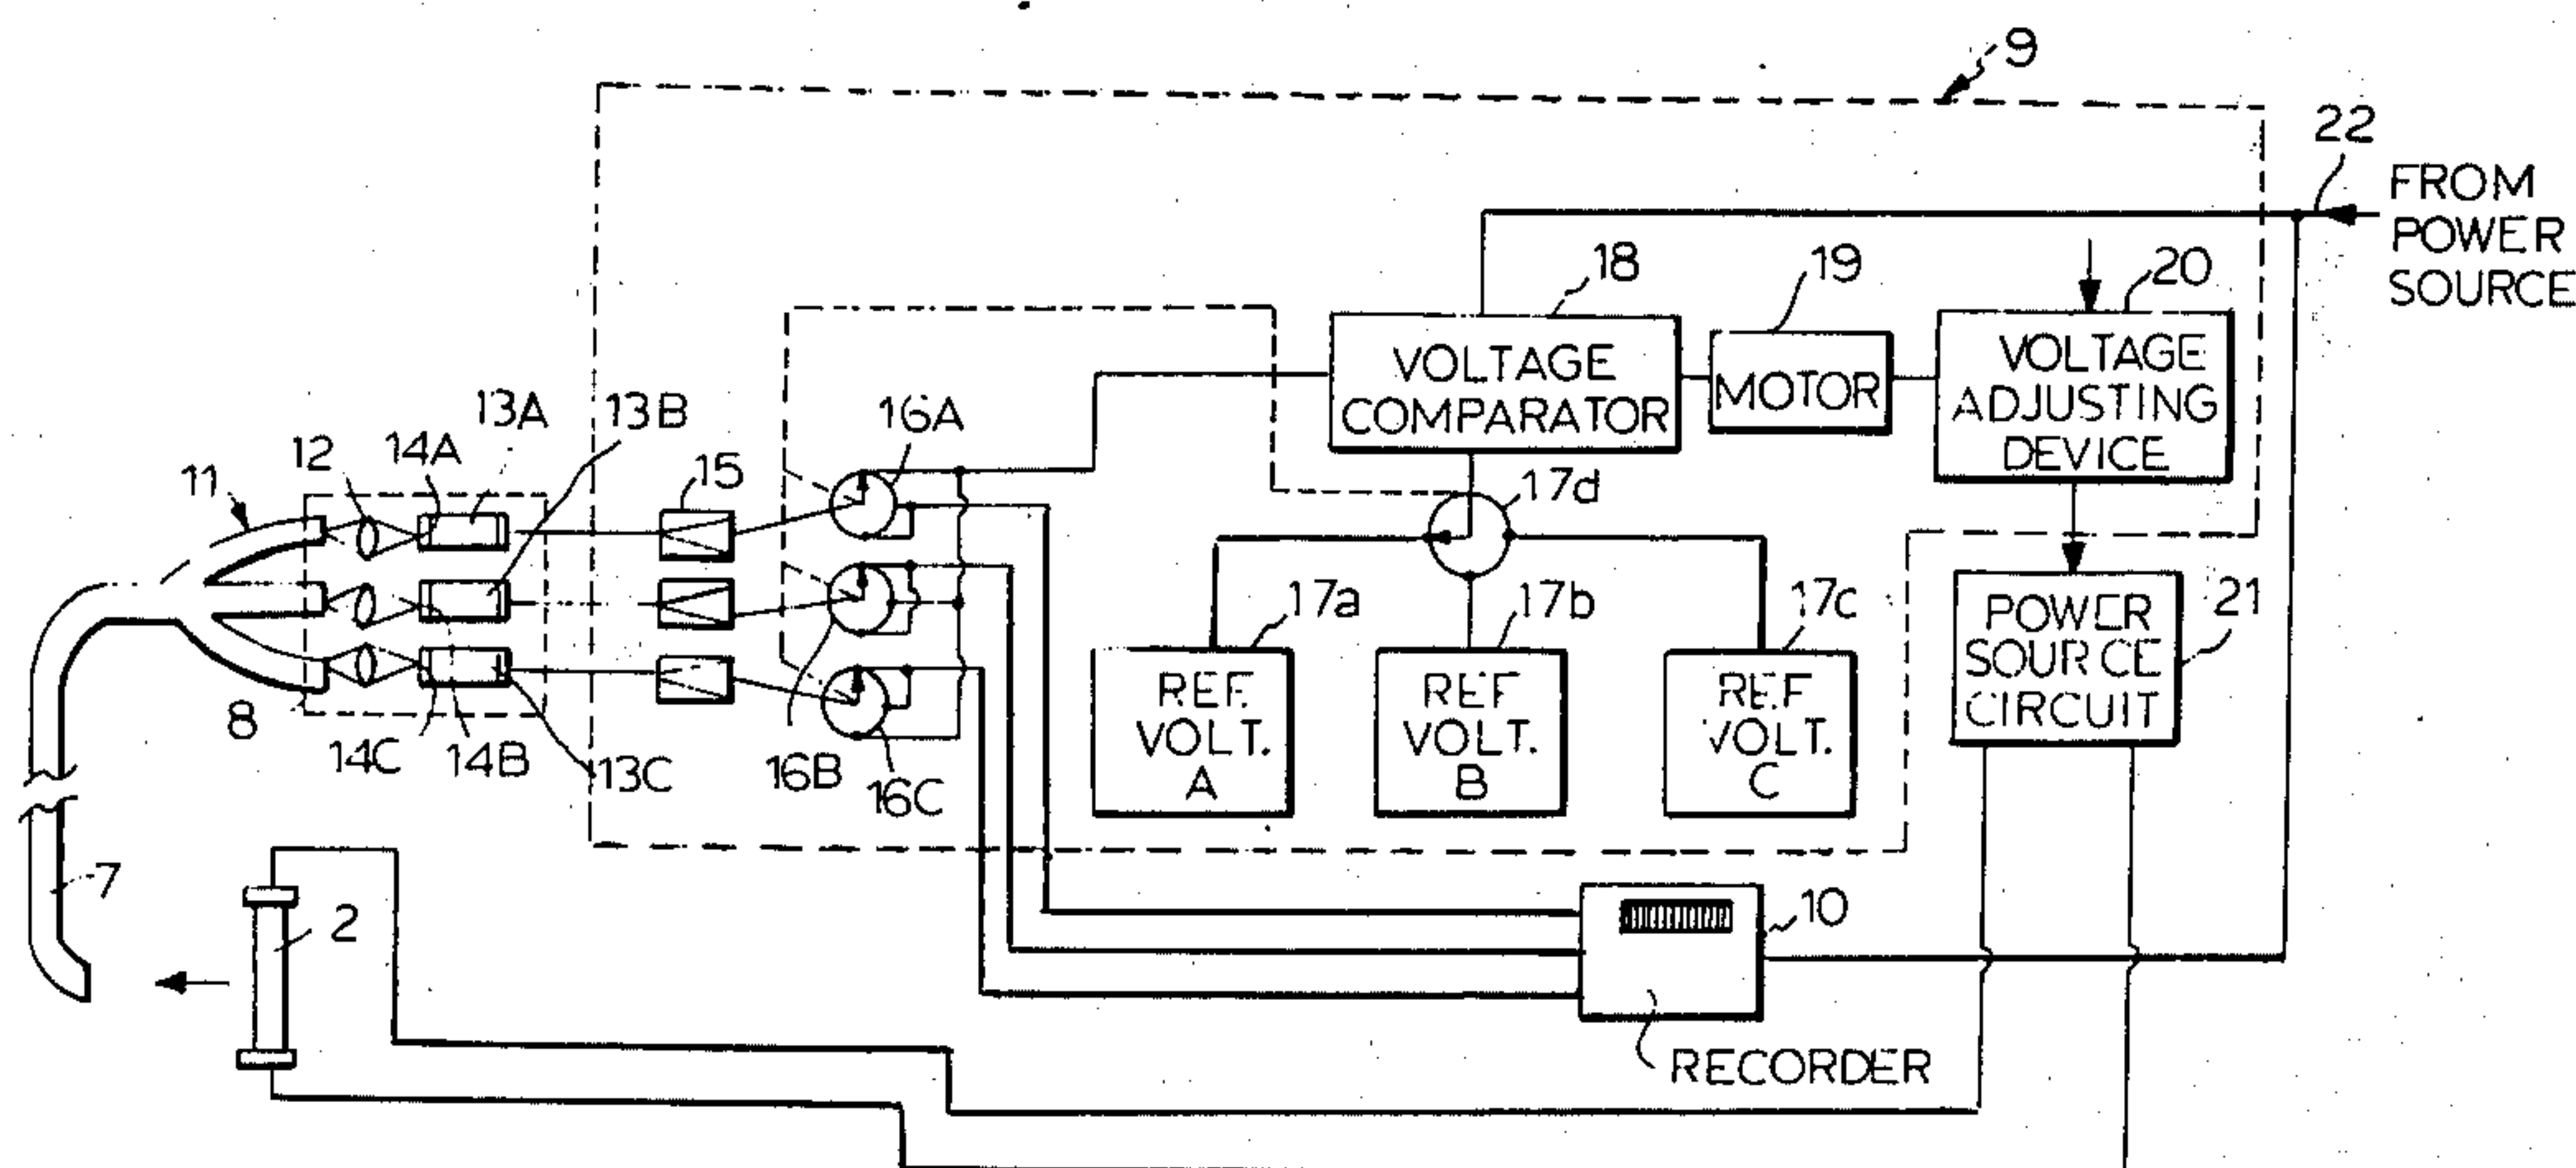 9
22
FROM
POWER
SOURCE
18
19
20
VOLTAGE
COMPARATOR
MOTOR
VOLTAGE
ADJUSTING
DEVICE
13A
13B
16A
12
14A
15
11
17d
17a
17b
17c
21
POWER
SOURCE
CIRCUIT
REF.
VOLT.
A
REF
VOLT.
B
REF
VOLT.
C
8
14C
14B
13C
16B
16C
7
2
10
RECORDER